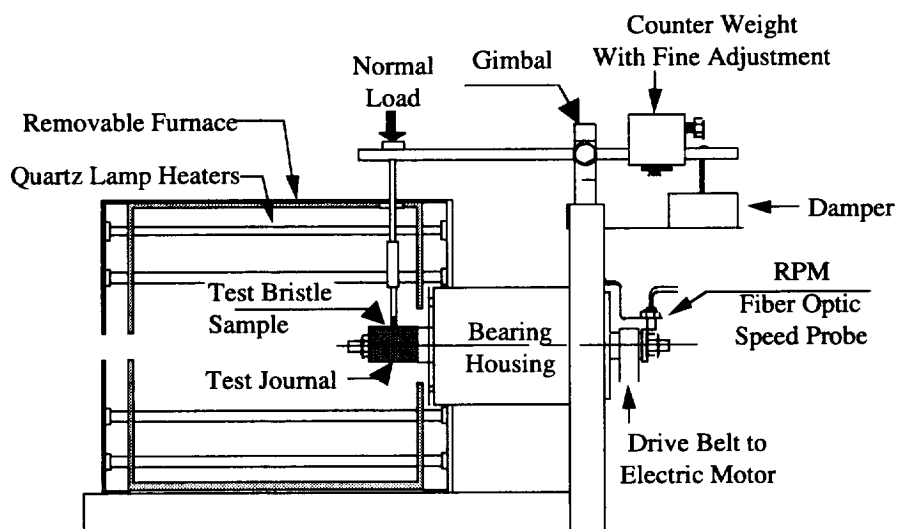 Counter Weight
With Fine Adjustment
Gimbal
Normal
Load
Removable Furnace
Quartz Lamp Heaters
Damper
RPM
Fiber Optic
Speed Probe
Test Bristle
Sample
Bearing
Housing
Test Journal
Drive Belt to
Electric Motor